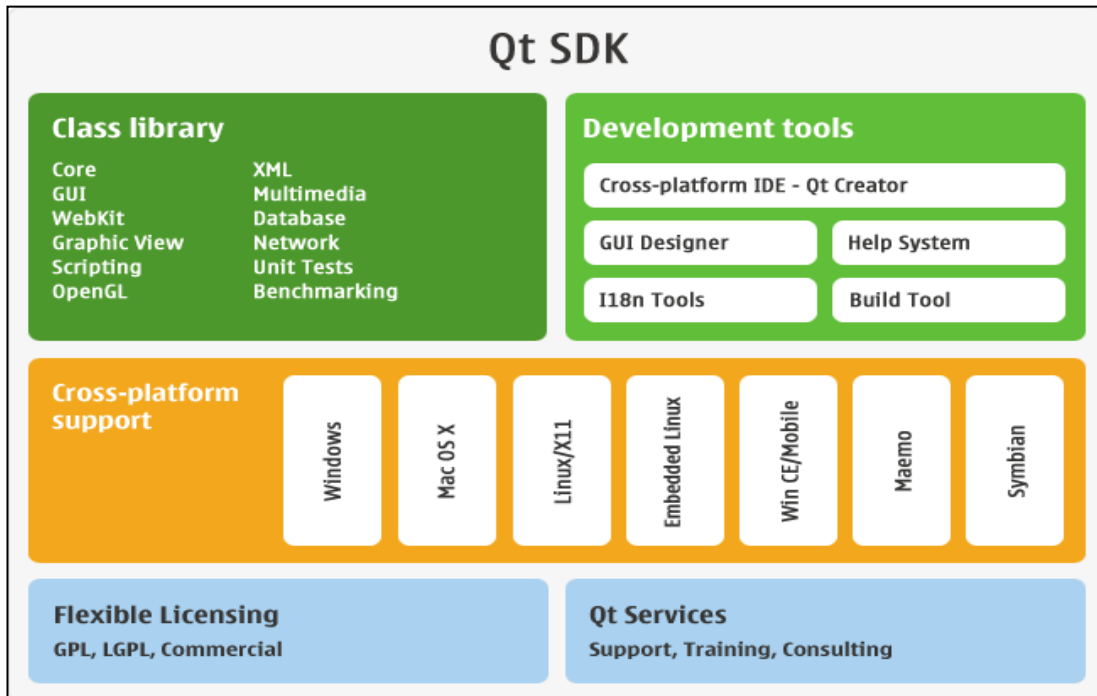 Qt SDK
Class library
Core
GUI
WebKit
Graphic View
Scripting
OpenGL
XML
Multimedia
Database
Network
Unit Tests
Benchmarking
Development tools
Cross-platform IDE - Qt Creator
GUI Designer
Help System
I18n Tools
Build Tool
Cross-platform
support
Windows
Mac OS X
Linux/X11
Embedded Linux
Win CE/Mobile
Maemo
Symbian
Flexible Licensing
GPL, LGPL, Commercial
Qt Services
Support, Training, Consulting